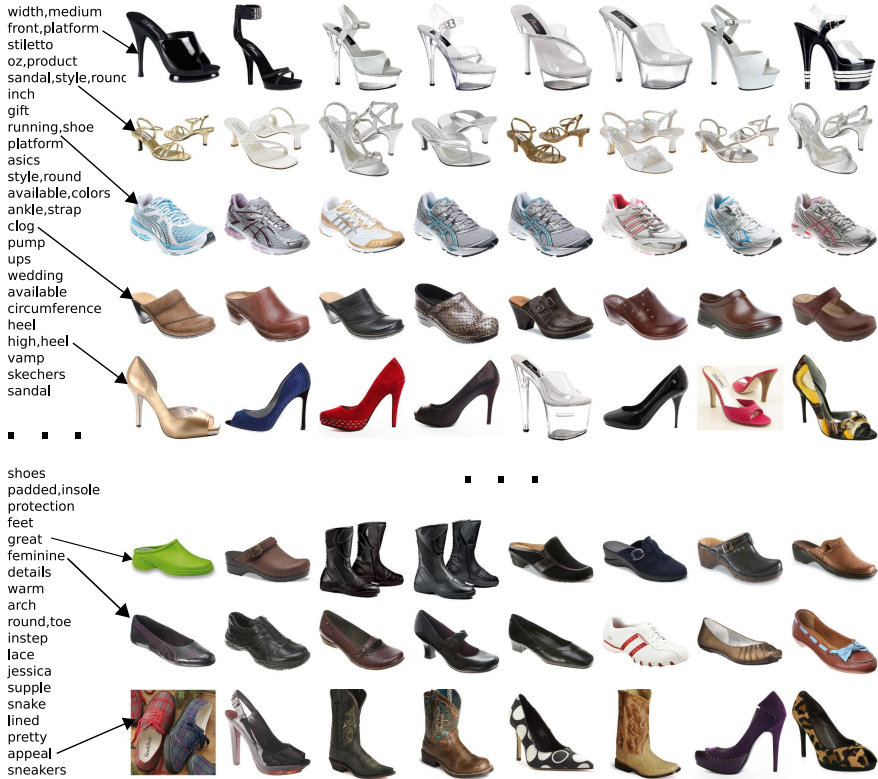 width,medium
front,platform
stiletto
oz,product
sandal,style,round
inch
gift
running,shoe
platform
asics
style,round
available,colors
ankle,strap
clog
pump
ups
wedding
available
circumference
heel
high,heel
vamp
skechers
sandal
. . .
. . .
shoes
padded,insole
protection
feet
great
feminine
details
warm
arch
round,toe
instep
lace
jessica
supple
snake
lined
pretty
appeal
sneakers